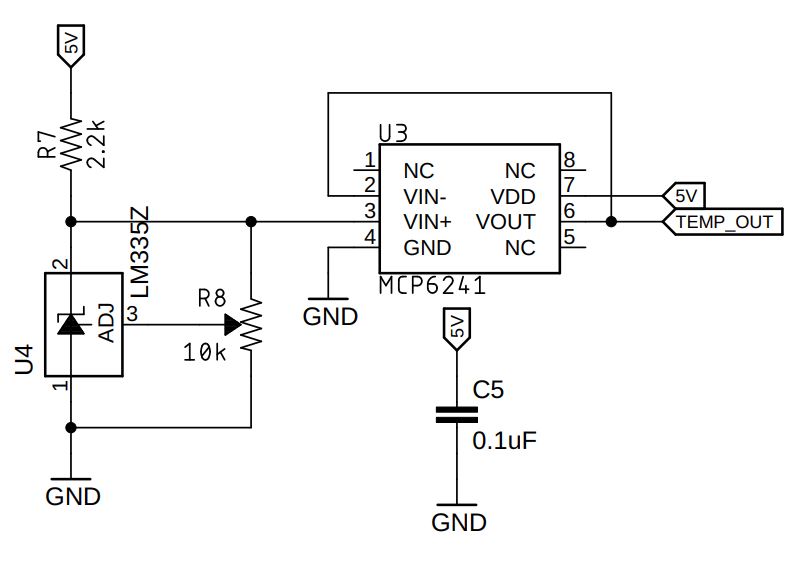 5V
R7
2.2k
U3
1 NC NC 8
2 VIN- VDD 7
3 VIN+ VOUT 6
4 GND NC 5
MCP6241
5V
TEMP_OUT
LM335Z
2
ADJ 3
1
U4
R8
10k
GND
GND
5V
C5
0.1uF
GND